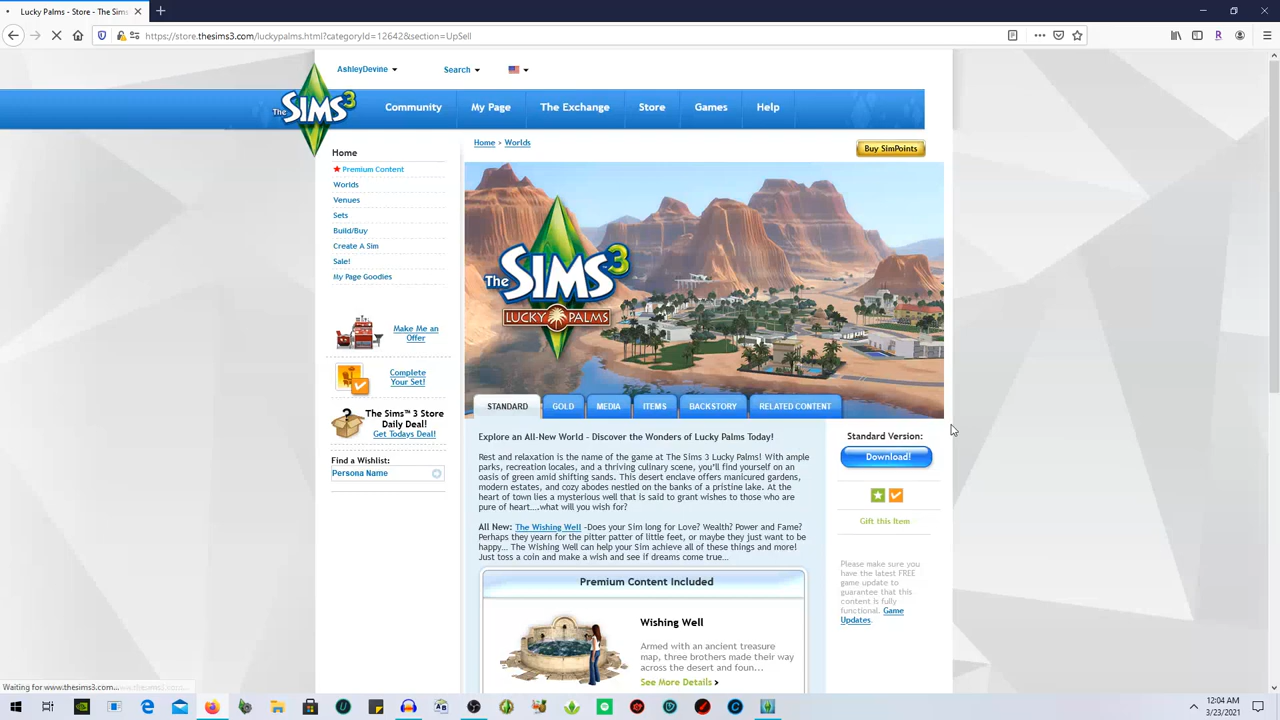 Lucky Palms - Store - The Sims
https://store.thesims3.com/luckypalms.html?categoryId=12642&section=UpSell
AshleyDevine
Search
The SIMS 3
Community
My Page
The Exchange
Store
Games
Help
Home
Premium Content
Worlds
Venues
Sets
Build/Buy
Create A Sim
Sale!
My Page Goodies
Make Me an
Offer
Complete
Your Set!
The Sims™ 3 Store
Daily Deal!
Get Todays Deal!
Find a Wishlist:
Persona Name
Home › Worlds
Buy SimPoints
The SIMS 3
LUCKY PALMS
STANDARD
GOLD
MEDIA
ITEMS
BACKSTORY
RELATED CONTENT
Explore an All-New World - Discover the Wonders of Lucky Palms Today!
Rest and relaxation is the name of the game at The Sims 3 Lucky Palms! With ample
parks, recreation locales, and a thriving culinary scene, you'll find yourself on an
oasis of green amid shifting sands. This desert enclave offers manicured gardens,
modern estates, and cozy abodes nestled on the banks of a pristine lake. At the
heart of town lies a mysterious well that is said to grant wishes to those who are
pure of heart....what will you wish for?
All New: The Wishing Well -Does your Sim long for Love? Wealth? Power and Fame?
Perhaps they yearn for the pitter patter of little feet, or maybe they just want to be
happy... The Wishing Well can help your Sim achieve all of these things and more!
Just toss a coin and make a wish and see if dreams come true...
Premium Content Included
Wishing Well
Armed with an ancient treasure
map, three brothers made their way
across the desert and foun...
See More Details ›
Standard Version:
Download!
Gift this Item
Please make sure you
have the latest FREE
game update to
guarantee that this
content is fully
functional. Game
Updates.
Waiting for www.thesims3.com...
12:04 AM
3/23/2021